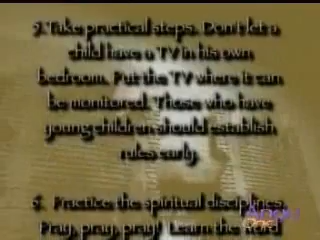 5. Take practical steps. Don't let a
child have a TV in his own
bedroom. Put the TV where it can
be monitored. Those who have
young children should establish
rules early.
6. Practice the spiritual disciplines.
Pray, pray, pray! Learn the Word